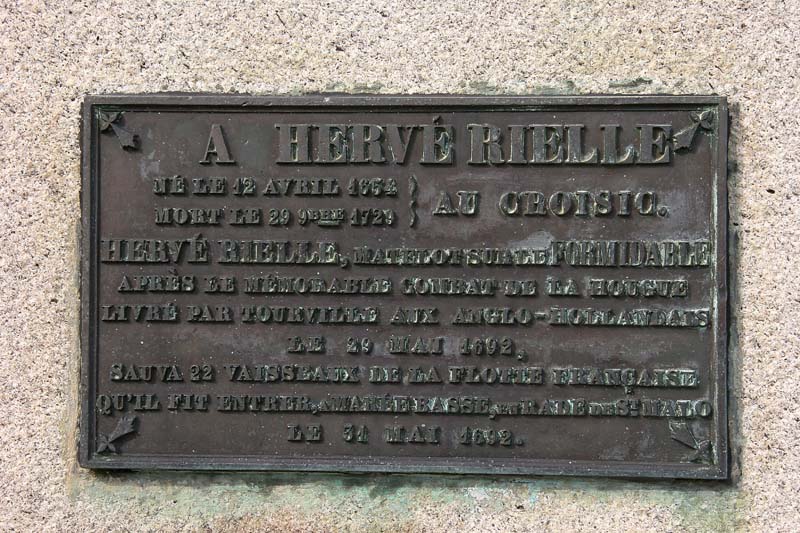 A HERVÉ RIELLE
NÉ LE 12 AVRIL 1654
MORT LE 29 9BRE 1729
AU CROISIC.
HERVÉ RIELLE, MATELOT SUR LE FORMIDABLE
APRÈS LE MÉMORABLE COMBAT DE LA HOUGUE
LIVRÉ PAR TOURVILLE AUX ANGLO-HOLLANDAIS
LE 29 MAI 1692,
SAUVA 22 VAISSEAUX DE LA FLOTTE FRANÇAISE
QU'IL FIT ENTRER, A MARÉE BASSE, EN RADE DE ST MALO
LE 31 MAI 1692.